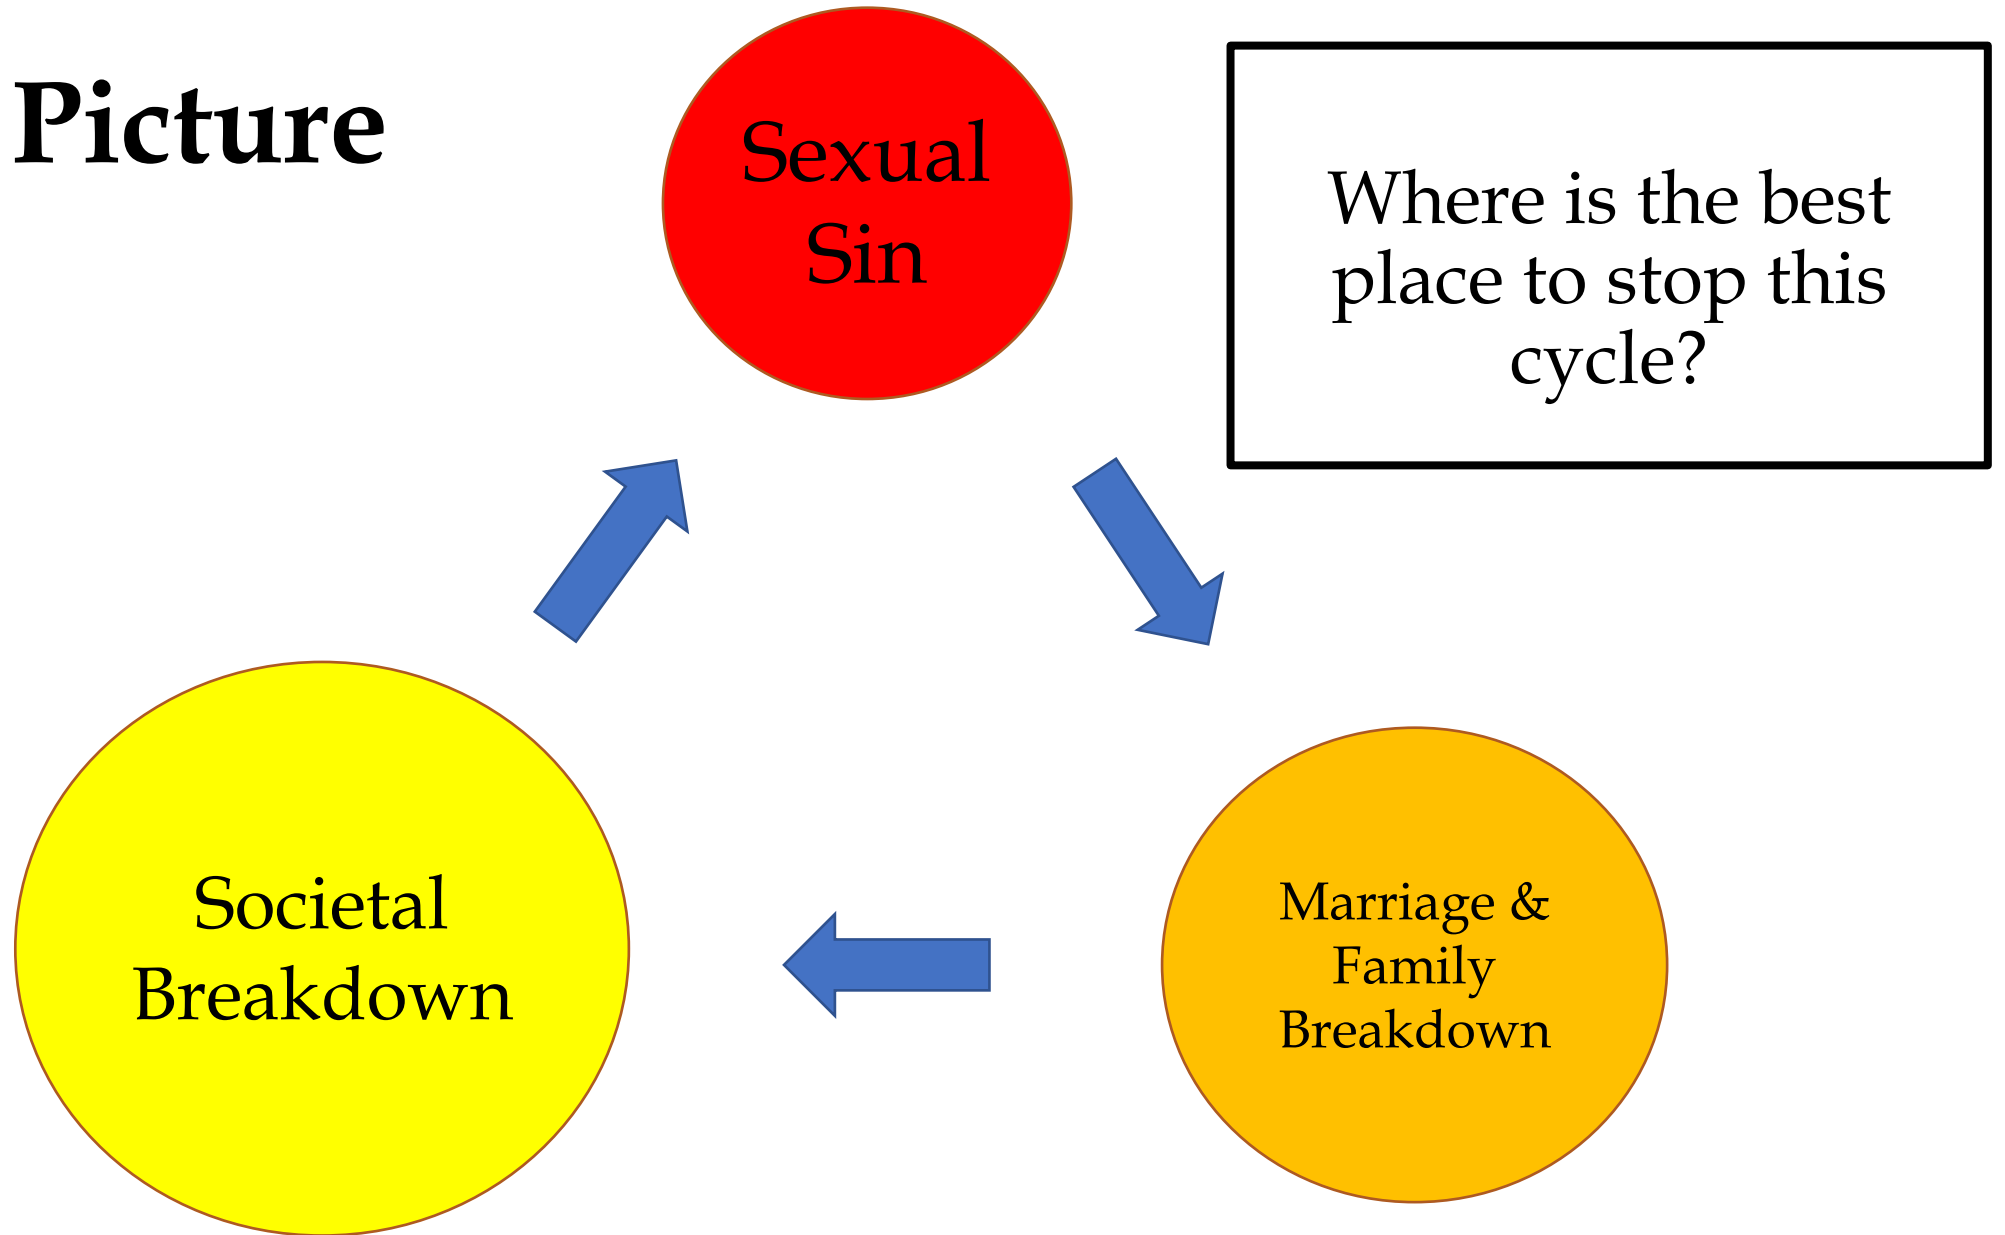 Picture
Sexual
Sin
Where is the best
place to stop this
cycle?
Societal
Breakdown
Marriage &
Family
Breakdown